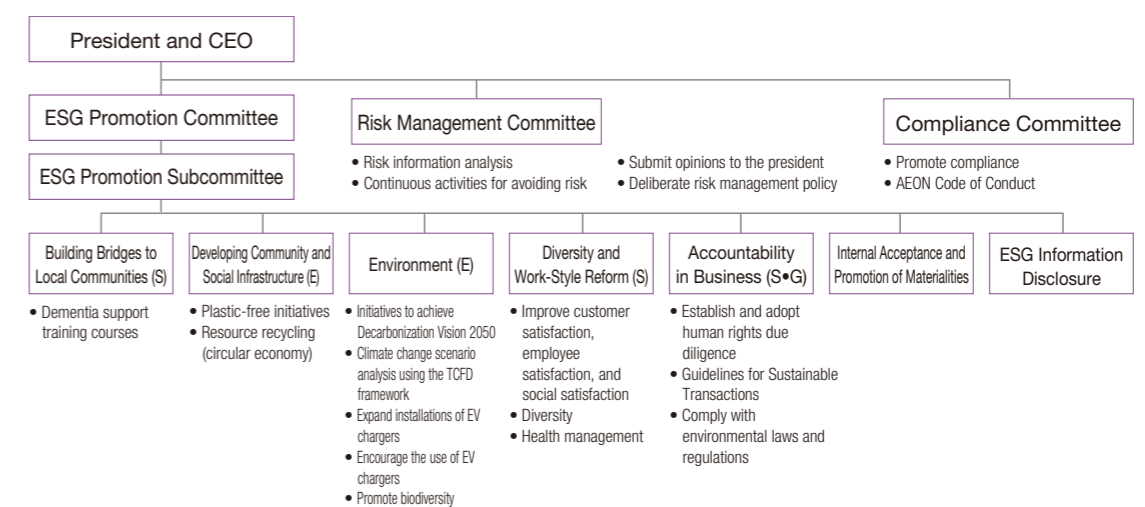 President and CEO
ESG Promotion Committee
Risk Management Committee
Compliance Committee
• Risk information analysis
• Continuous activities for avoiding risk
• Submit opinions to the president
• Deliberate risk management policy
• Promote compliance
• AEON Code of Conduct
ESG Promotion Subcommittee
Building Bridges to
Local Communities (S)
• Dementia support
training courses
Developing Community and
Social Infrastructure (E)
• Plastic-free initiatives
• Resource recycling
(circular economy)
Environment (E)
• Initiatives to achieve
Decarbonization Vision 2050
• Climate change scenario
analysis using the TCFD
framework
• Expand installations of EV
chargers
• Encourage the use of EV
chargers
• Promote biodiversity
Diversity and
Work-Style Reform (S)
• Improve customer
satisfaction,
employee
satisfaction, and
social satisfaction
• Diversity
• Health management
Accountability
in Business (S•G)
• Establish and adopt
human rights due
diligence
• Guidelines for Sustainable
Transactions
• Comply with
environmental laws and
regulations
Internal Acceptance and
Promotion of Materialities
ESG Information
Disclosure